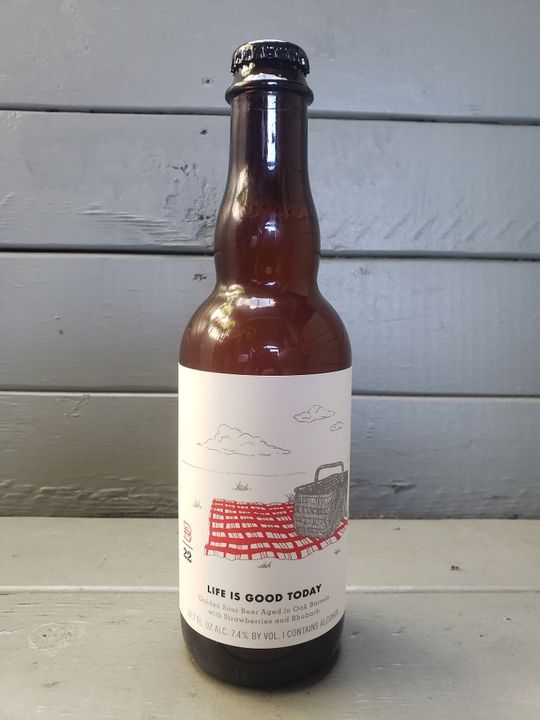 LIFE IS GOOD TODAY
Golden Sour Beer Aged in Oak Barrels
with Strawberries and Rhubarb
12.7 FL. OZ ALC. 7.4% BY VOL. | CONTAINS ALCOHOL
22